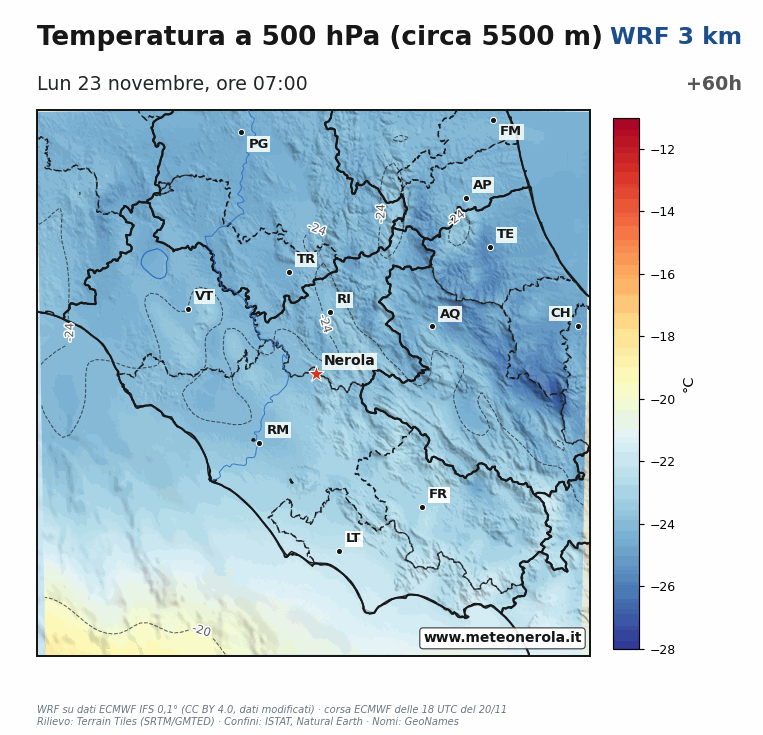 Temperatura a 500 hPa (circa 5500 m) WRF 3 km
Lun 23 novembre, ore 07:00 +60h
FM
PG
AP
-24
-24
-24
TE
TR
VT
RI
AQ
CH
-24
-24
Nerola
RM
FR
LT
-20
www.meteonerola.it
−12
−14
−16
−18
−20
−22
−24
−26
−28
°C
WRF su dati ECMWF IFS 0,1° (CC BY 4.0, dati modificati) · corsa ECMWF delle 18 UTC del 20/11
Rilievo: Terrain Tiles (SRTM/GMTED) · Confini: ISTAT, Natural Earth · Nomi: GeoNames